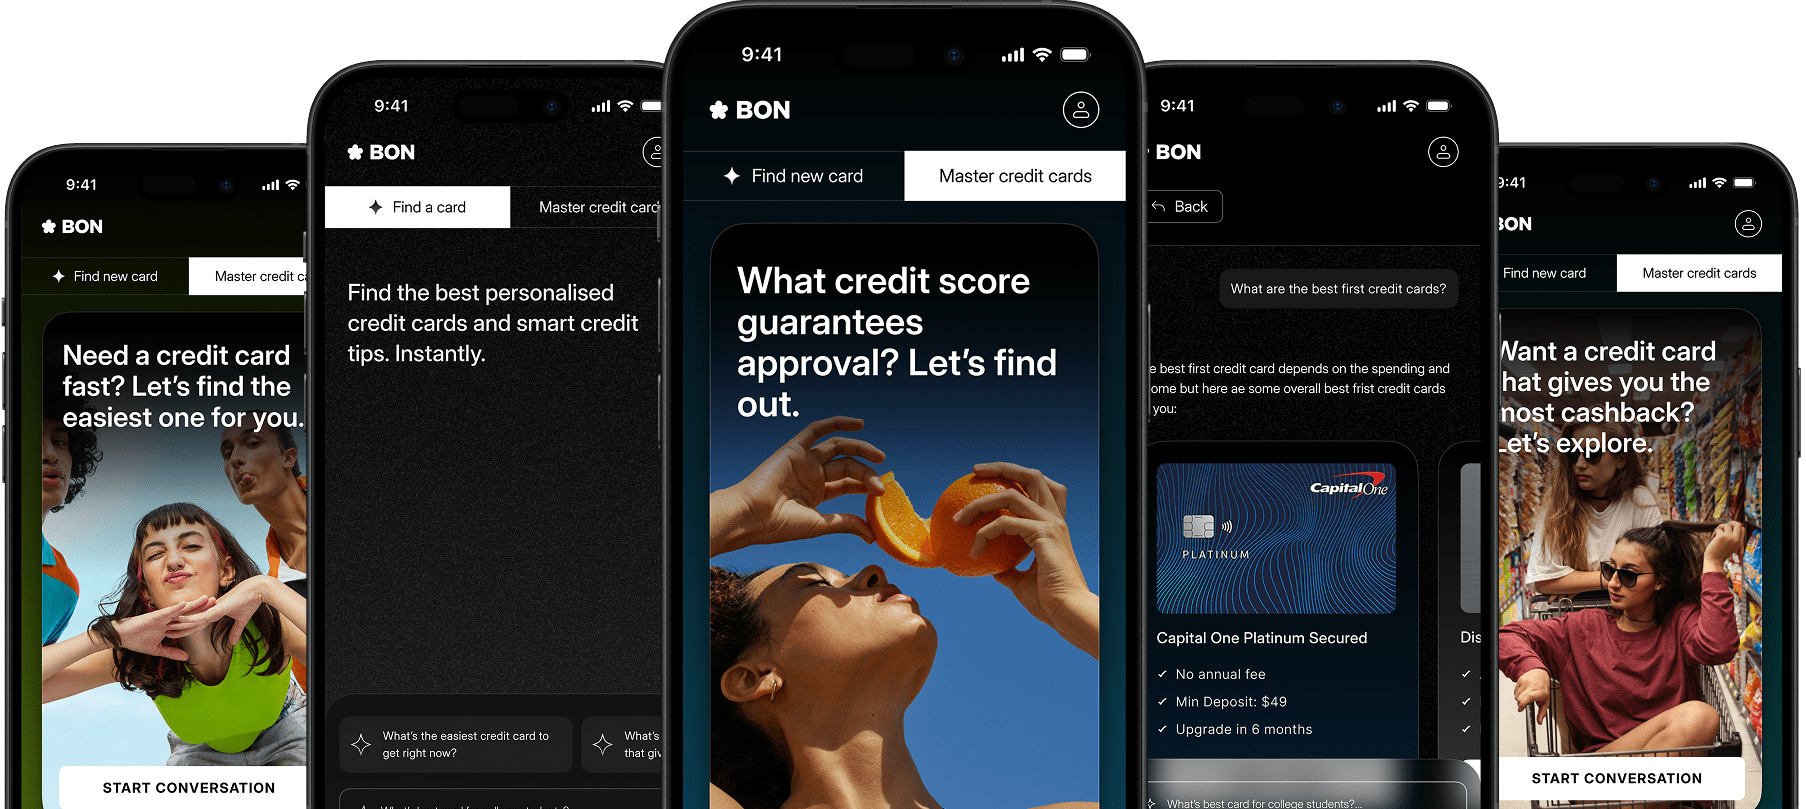 9:41
BON
Find new card
Master credit ca
Need a credit card
fast? Let's find the
easiest one for you.
START CONVERSATION
9:41
BON
Find a card
Master credit card
Find the best personalised
credit cards and smart credit
tips. Instantly.
What's the easiest credit card to
get right now?
What's
that giv
9:41
BON
Find new card
Master credit cards
What credit score
guarantees
approval? Let's find
out.
9:41
BON
Back
What are the best first credit cards?
e best first credit card depends on the spending and
ome but here ae some overall best frist credit cards
you:
CapitalOne
PLATINUM
Capital One Platinum Secured
No annual fee
Min Deposit: $49
Upgrade in 6 months
Dis
What's best card for college students?...
9:41
BON
Find new card
Master credit cards
Want a credit card
that gives you the
most cashback?
Let's explore.
START CONVERSATION